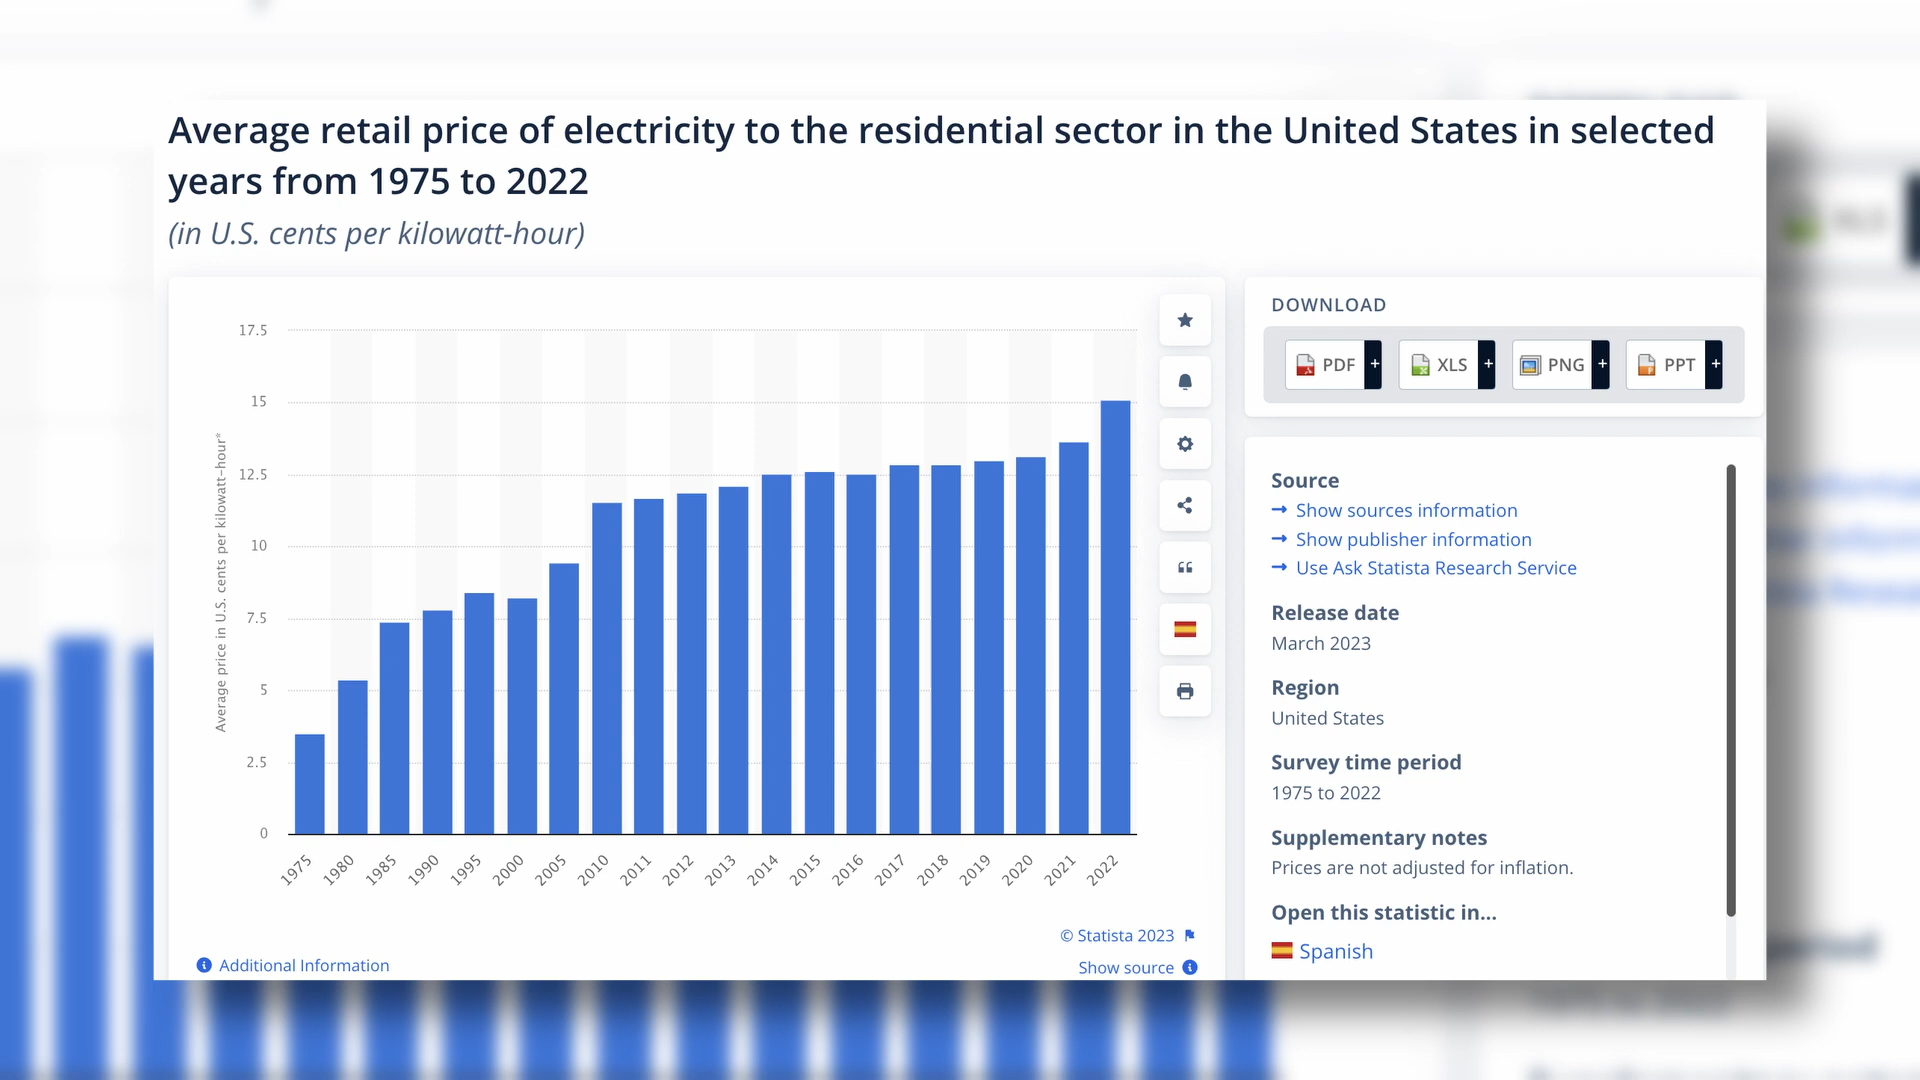 Average retail price of electricity to the residential sector in the United States in selected
years from 1975 to 2022
(in U.S. cents per kilowatt-hour)
Average price in U.S. cents per kilowatt-hour*
17.5
15
12.5
10
7.5
5
2.5
0
1975
1980
1985
1990
1995
2000
2005
2010
2011
2012
2013
2014
2015
2016
2017
2018
2019
2020
2021
2022
© Statista 2023
Additional Information
Show source
DOWNLOAD
PDF +
XLS +
PNG +
PPT +
Source
Show sources information
Show publisher information
Use Ask Statista Research Service
Release date
March 2023
Region
United States
Survey time period
1975 to 2022
Supplementary notes
Prices are not adjusted for inflation.
Open this statistic in...
Spanish